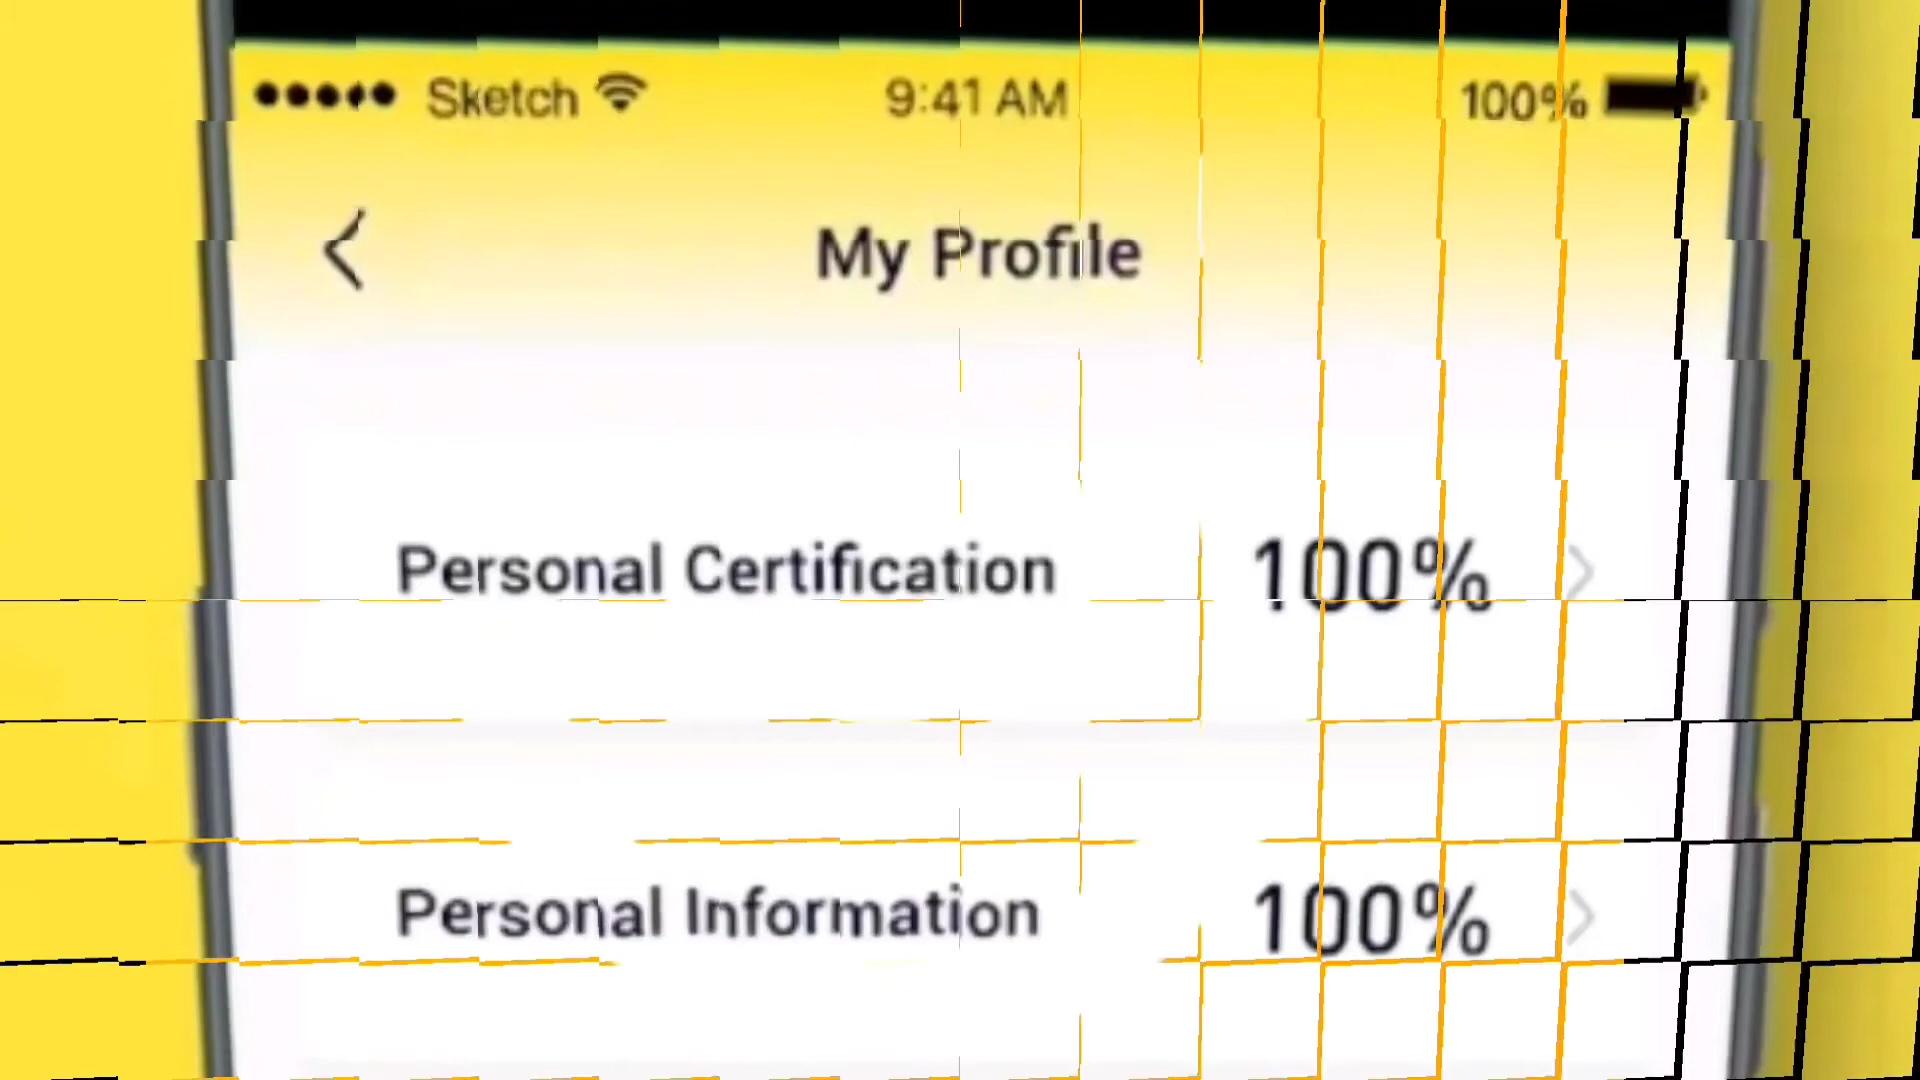 Sketch 9:41 AM 100%
My Profile
Personal Certification 100%
Personal Information 100%